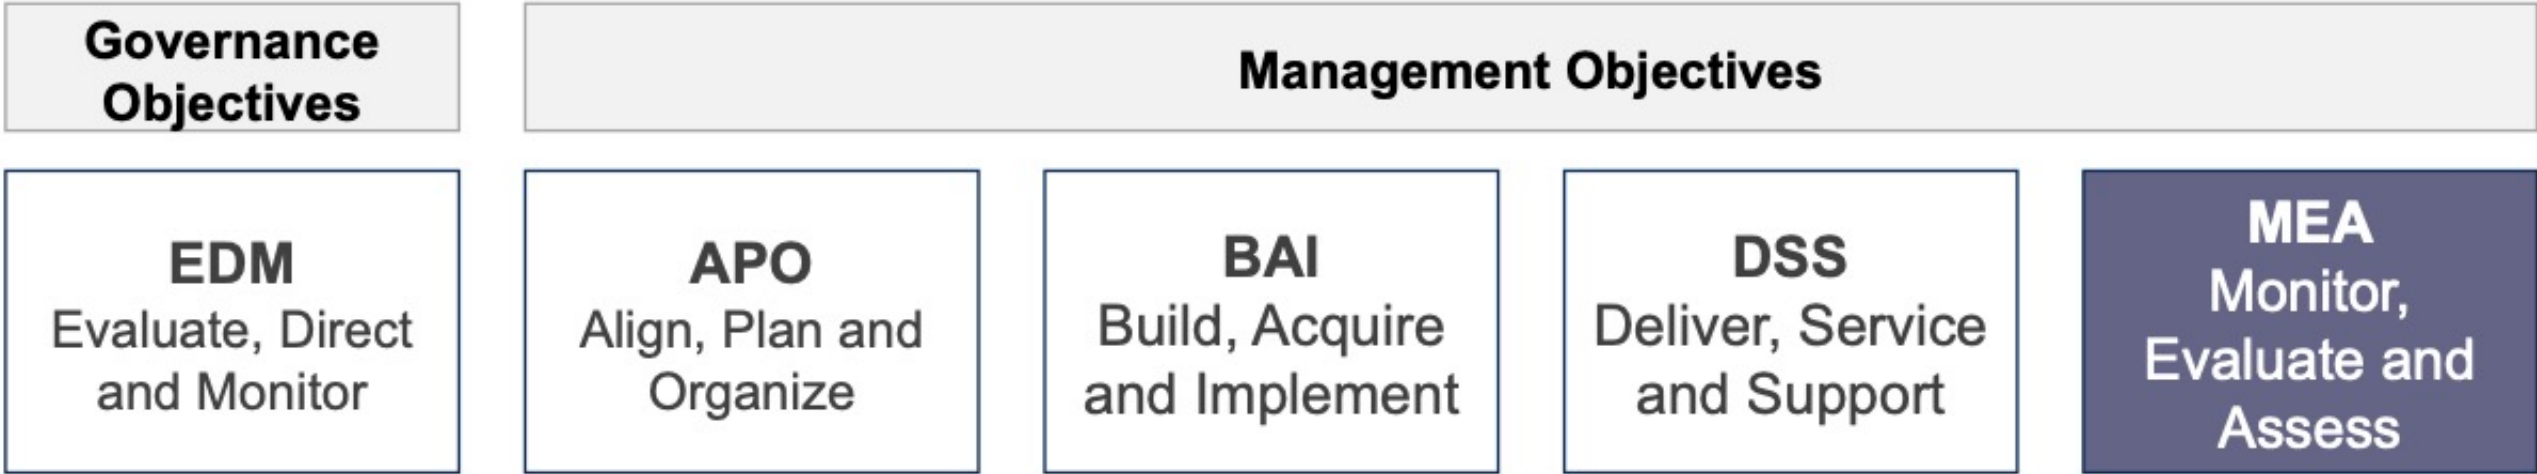 Governance
Objectives
Management Objectives
EDM
Evaluate, Direct
and Monitor
APO
Align, Plan and
Organize
BAI
Build, Acquire
and Implement
DSS
Deliver, Service
and Support
MEA
Monitor,
Evaluate and
Assess